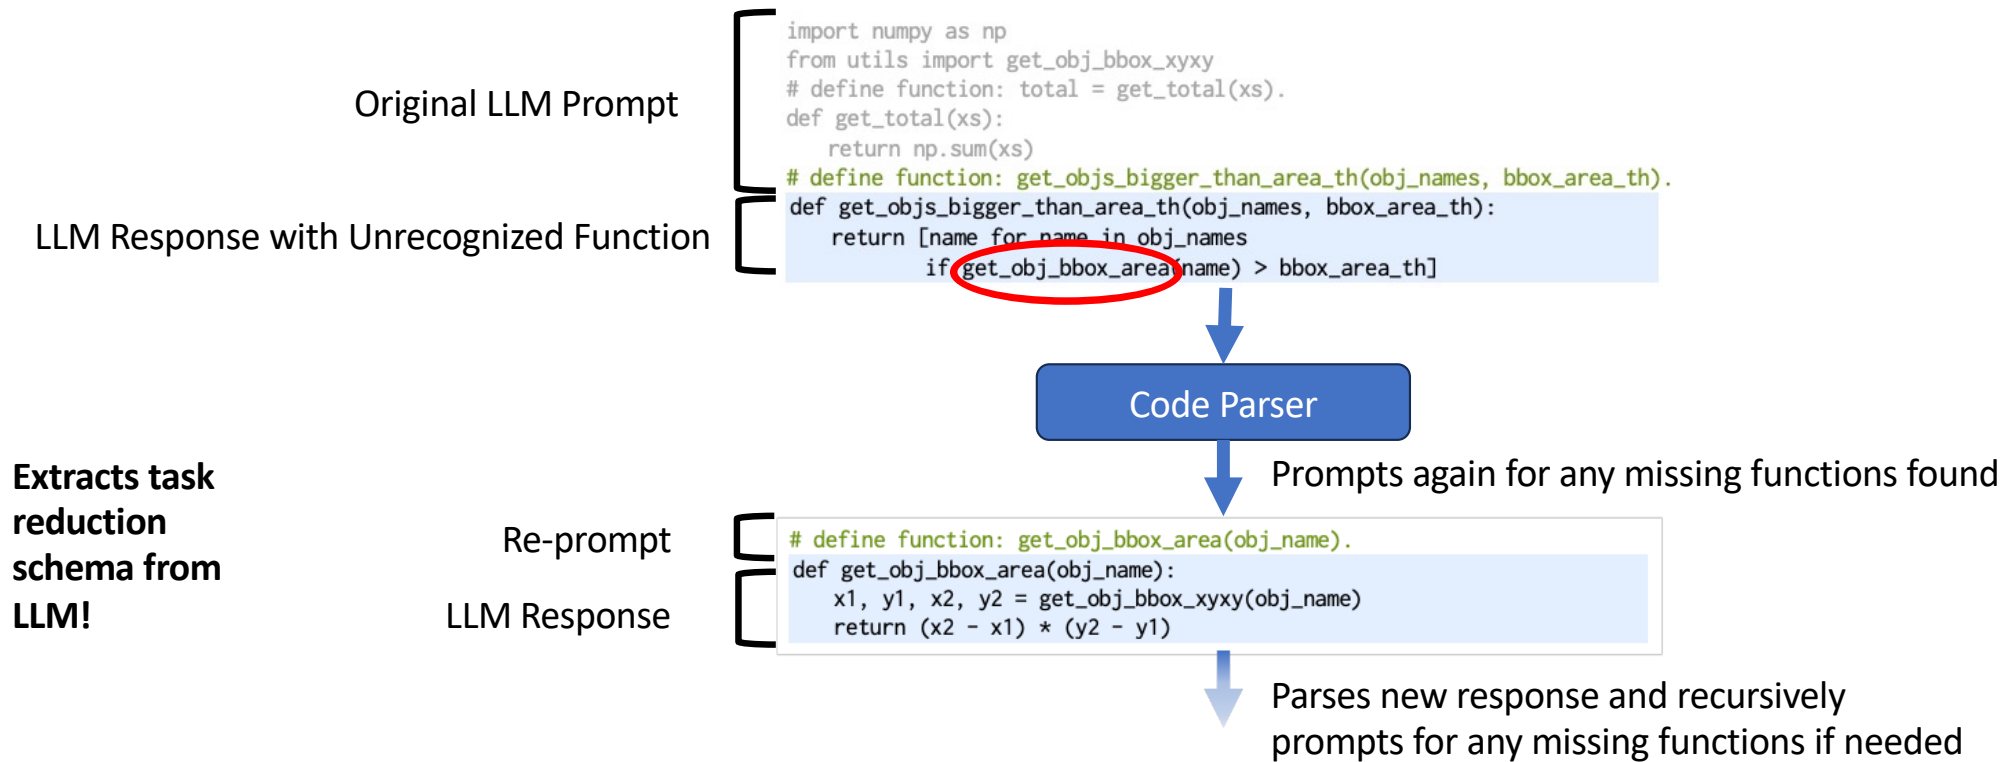 Original LLM Prompt
import numpy as np
from utils import get_obj_bbox_xyxy
# define function: total = get_total(xs).
def get_total(xs):
return np.sum(xs)
# define function: get_objs_bigger_than_area_th(obj_names, bbox_area_th).
LLM Response with Unrecognized Function
def get_objs_bigger_than_area_th(obj_names, bbox_area_th):
return [name for name in obj_names
if get_obj_bbox_area(name) > bbox_area_th]
Code Parser
Prompts again for any missing functions found
Extracts task
reduction
schema from
LLM!
Re-prompt
# define function: get_obj_bbox_area(obj_name).
LLM Response
def get_obj_bbox_area(obj_name):
x1, y1, x2, y2 = get_obj_bbox_xyxy(obj_name)
return (x2 - x1) * (y2 - y1)
Parses new response and recursively
prompts for any missing functions if needed